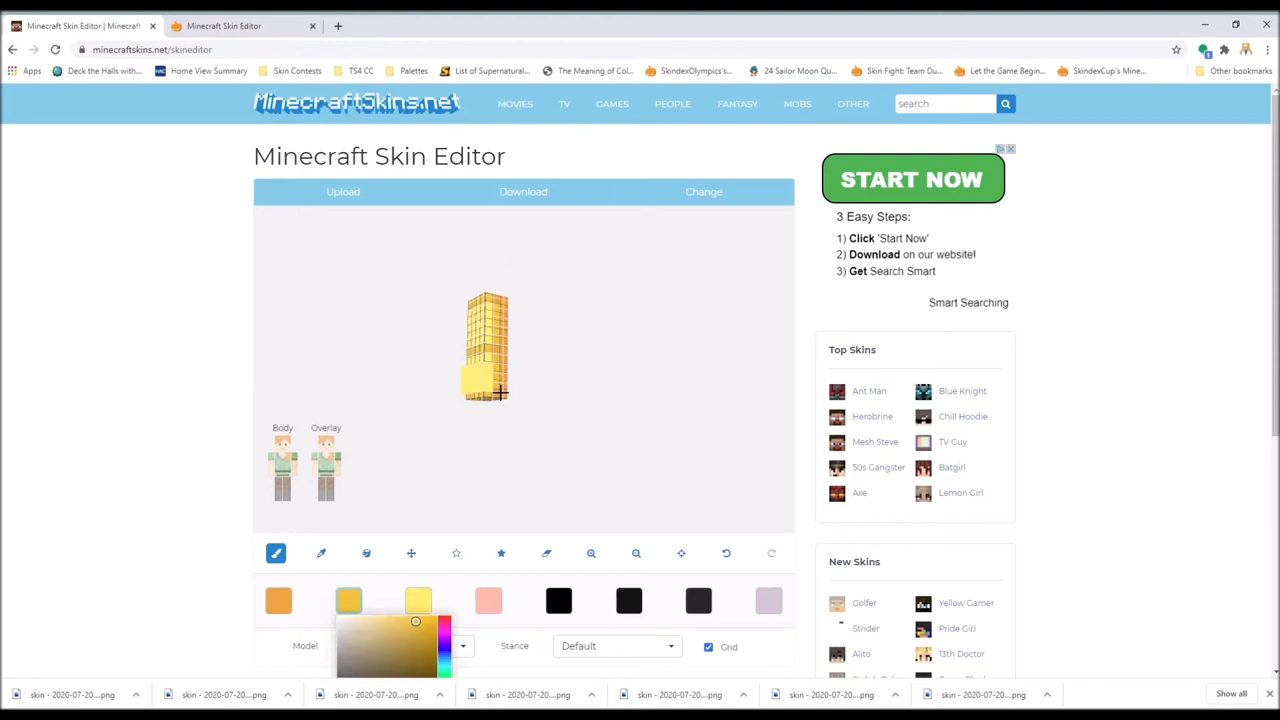 Minecraft Skin Editor | Minecraft
Minecraft Skin Editor
minecraftskins.net/skineditor
Apps
Deck the Halls with...
HAC
Home View Summary
Skin Contests
TS4 CC
Palettes
List of Supernatural...
The Meaning of Col...
SkindexOlympics's...
24 Sailor Moon Qu...
Skin Fight: Team Du...
Let the Game Begin...
SkindexCup's Mine...
Other bookmarks
MinecraftSkins.net
MOVIES
TV
GAMES
PEOPLE
FANTASY
MOBS
OTHER
search
Minecraft Skin Editor
Upload
Download
Change
Body
Overlay
Model
Stance
Default
Grid
START NOW
3 Easy Steps:
1) Click 'Start Now'
2) Download on our website!
3) Get Search Smart
Smart Searching
Top Skins
Ant Man
Blue Knight
Herobrine
Chill Hoodie
Mesh Steve
TV Guy
50s Gangster
Batgirl
Axe
Lemon Girl
New Skins
Golfer
Yellow Gamer
Strider
Pride Girl
Alito
13th Doctor
skin - 2020-07-20....png
skin - 2020-07-20....png
skin - 2020-07-20....png
skin - 2020-07-20....png
skin - 2020-07-20....png
skin - 2020-07-20....png
skin - 2020-07-20....png
Show all